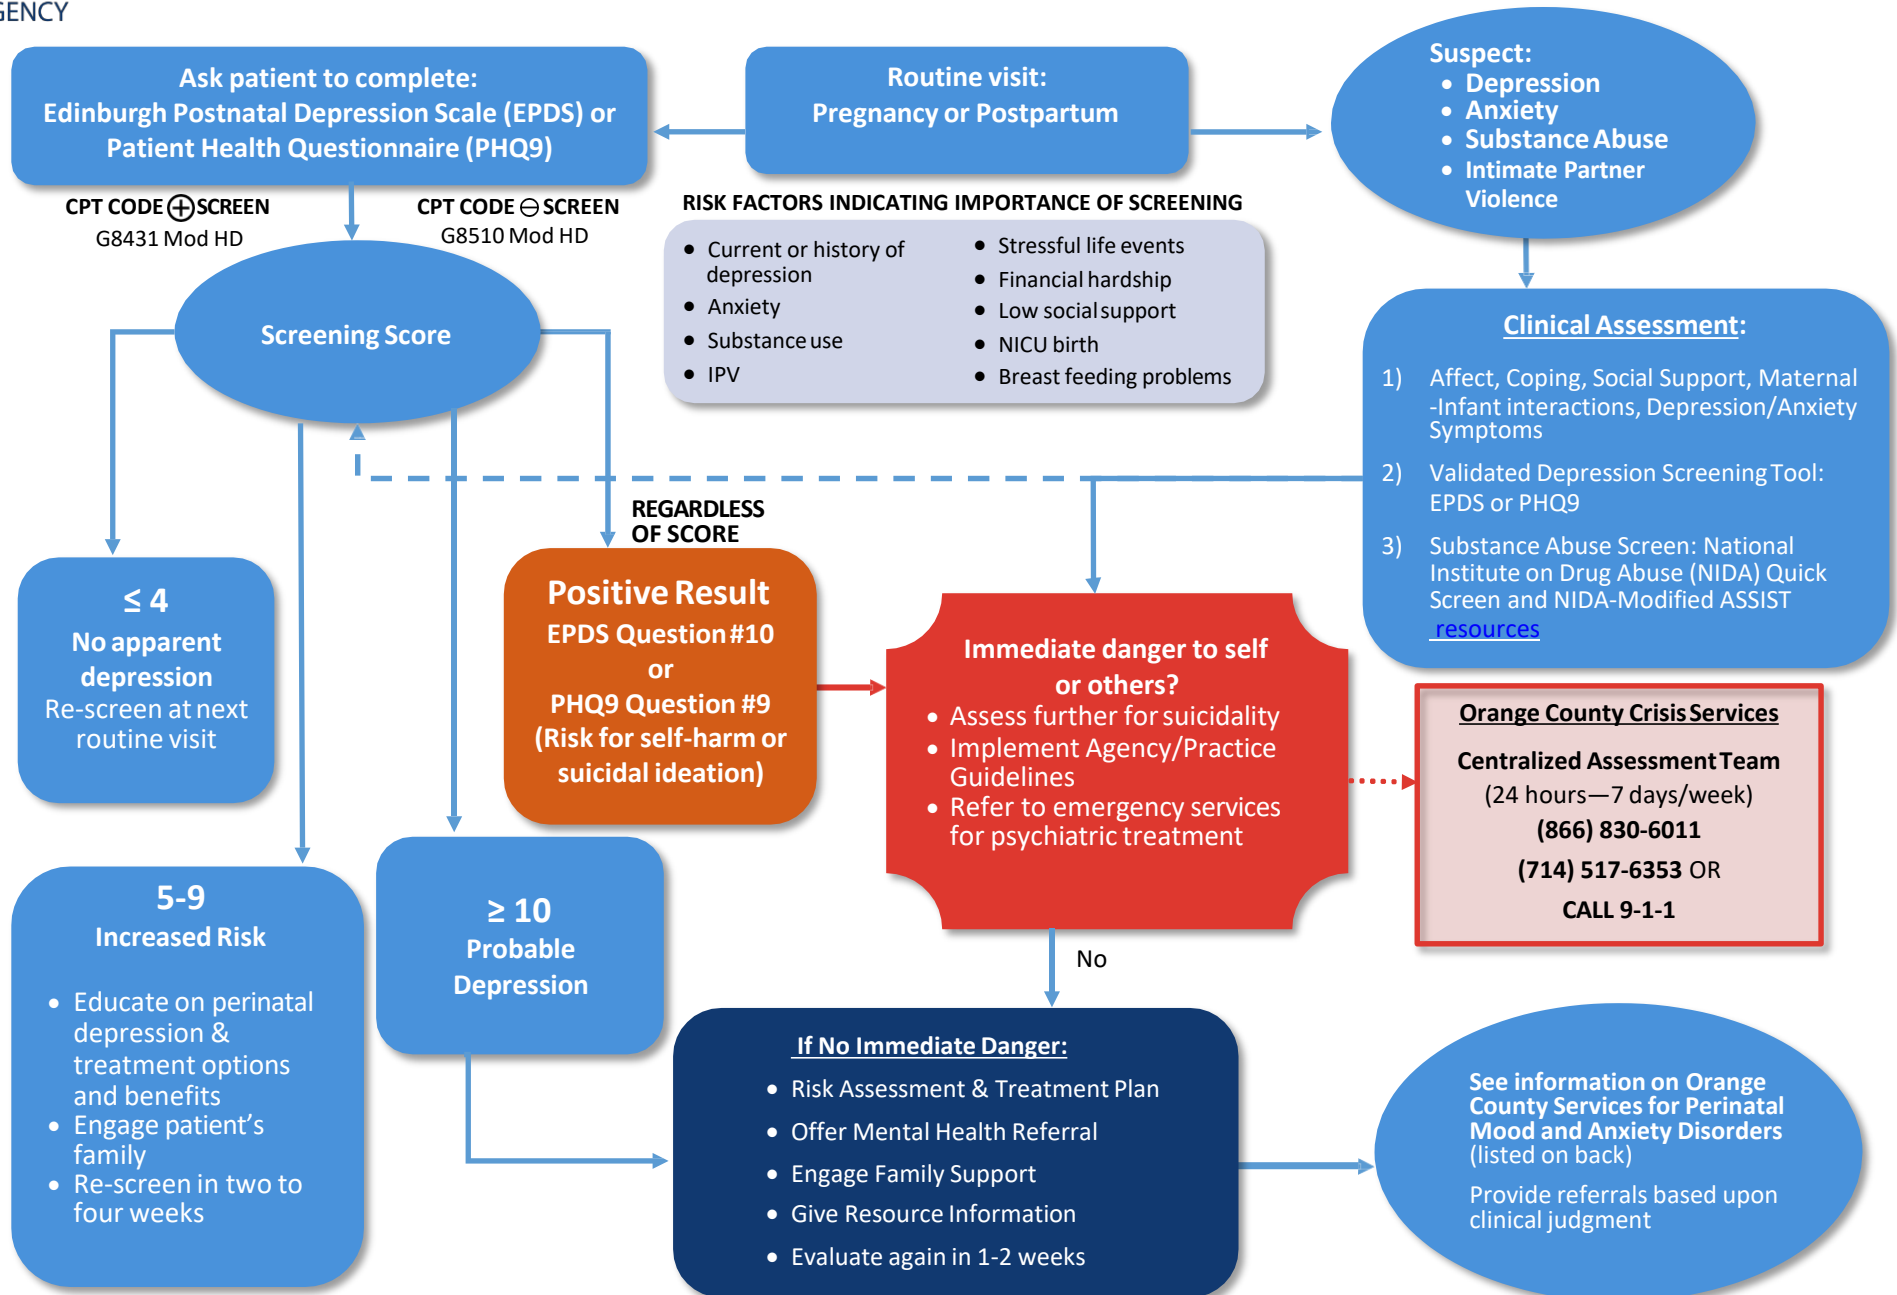 GENCY
Ask patient to complete:
Edinburgh Postnatal Depression Scale (EPDS) or
Patient Health Questionnaire (PHQ9)
Routine visit:
Pregnancy or Postpartum
Suspect:
• Depression
• Anxiety
• Substance Abuse
• Intimate Partner
Violence
CPT CODE ⊕ SCREEN
G8431 Mod HD
CPT CODE ⊖ SCREEN
G8510 Mod HD
RISK FACTORS INDICATING IMPORTANCE OF SCREENING
• Current or history of
depression
• Anxiety
• Substance use
• IPV
• Stressful life events
• Financial hardship
• Low social support
• NICU birth
• Breast feeding problems
Screening Score
Clinical Assessment:
1) Affect, Coping, Social Support, Maternal
-Infant interactions, Depression/Anxiety
Symptoms
2) Validated Depression Screening Tool:
EPDS or PHQ9
3) Substance Abuse Screen: National
Institute on Drug Abuse (NIDA) Quick
Screen and NIDA-Modified ASSIST
resources
REGARDLESS
OF SCORE
≤ 4
No apparent
depression
Re-screen at next
routine visit
Positive Result
EPDS Question #10
or
PHQ9 Question #9
(Risk for self-harm or
suicidal ideation)
Immediate danger to self
or others?
• Assess further for suicidality
• Implement Agency/Practice
Guidelines
• Refer to emergency services
for psychiatric treatment
Orange County Crisis Services
Centralized Assessment Team
(24 hours—7 days/week)
(866) 830-6011
(714) 517-6353 OR
CALL 9-1-1
5-9
Increased Risk
• Educate on perinatal
depression &
treatment options
and benefits
• Engage patient's
family
• Re-screen in two to
four weeks
≥ 10
Probable
Depression
No
If No Immediate Danger:
• Risk Assessment & Treatment Plan
• Offer Mental Health Referral
• Engage Family Support
• Give Resource Information
• Evaluate again in 1-2 weeks
See information on Orange
County Services for Perinatal
Mood and Anxiety Disorders
(listed on back)
Provide referrals based upon
clinical judgment